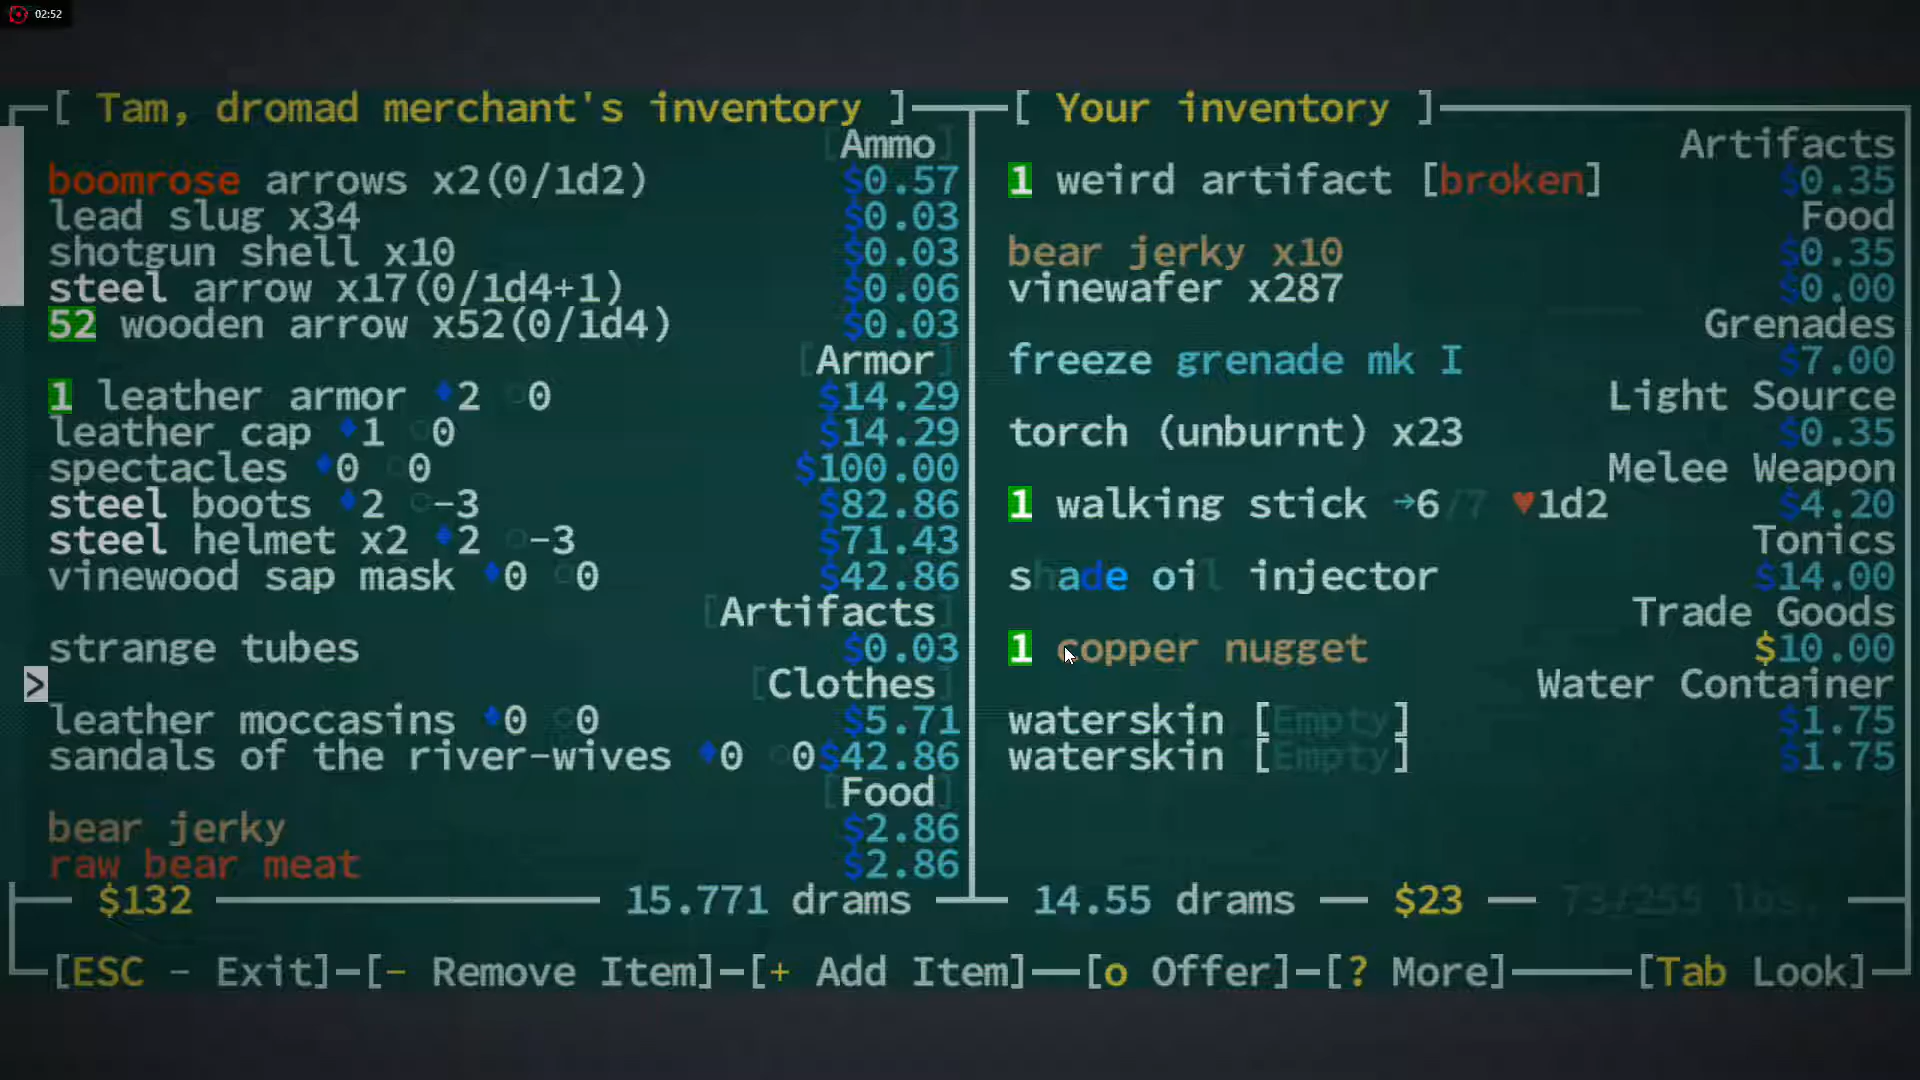 02:52
[ Tam, dromad merchant's inventory ]
[Ammo]
boomrose arrows x2(0/1d2) $0.57
lead slug x34 $0.03
shotgun shell x10 $0.03
steel arrow x17(0/1d4+1) $0.06
52 wooden arrow x52(0/1d4) $0.03
[Armor]
1 leather armor ♦2 ○0 $14.29
leather cap ♦1 ○0 $14.29
spectacles ♦0 ○0 $100.00
steel boots ♦2 ○-3 $82.86
steel helmet x2 ♦2 ○-3 $71.43
vinewood sap mask ♦0 ○0 $42.86
[Artifacts]
strange tubes $0.03
>
[Clothes]
leather moccasins ♦0 ○0 $5.71
sandals of the river-wives ♦0 ○0 $42.86
[Food]
bear jerky $2.86
raw bear meat $2.86
$132 15.771 drams
[ Your inventory ]
Artifacts
1 weird artifact [broken] $0.35
Food
bear jerky x10 $0.35
vinewafer x287 $0.00
Grenades
freeze grenade mk I $7.00
Light Source
torch (unburnt) x23 $0.35
Melee Weapon
1 walking stick →6/7 ♥1d2 $4.20
Tonics
shade oil injector $14.00
Trade Goods
1 copper nugget $10.00
Water Container
waterskin [Empty] $1.75
waterskin [Empty] $1.75
14.55 drams — $23 — 73/255 lbs.
[ESC - Exit]-[- Remove Item]-[+ Add Item]-[o Offer]-[? More] [Tab Look]